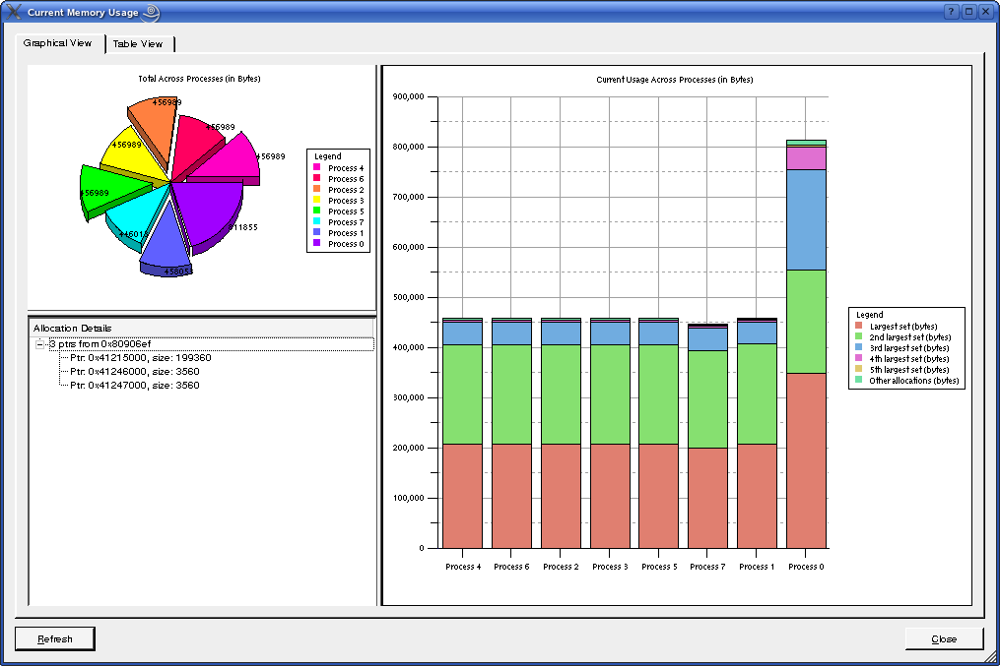 Current Memory Usage
Graphical View
Table View
Total Across Processes (in Bytes)
456989
456989
456989
456989
456989
811855
Legend
Process 4
Process 6
Process 2
Process 3
Process 5
Process 7
Process 1
Process 0
Allocation Details
3 ptrs from 0x80906ef
Ptr: 0x41215000, size: 199360
Ptr: 0x41246000, size: 3560
Ptr: 0x41247000, size: 3560
Current Usage Across Processes (in Bytes)
900,000
800,000
700,000
600,000
500,000
400,000
300,000
200,000
100,000
0
Process 4
Process 6
Process 2
Process 3
Process 5
Process 7
Process 1
Process 0
Legend
Largest set (bytes)
2nd largest set (bytes)
3rd largest set (bytes)
4th largest set (bytes)
5th largest set (bytes)
Other allocations (bytes)
Refresh
Close